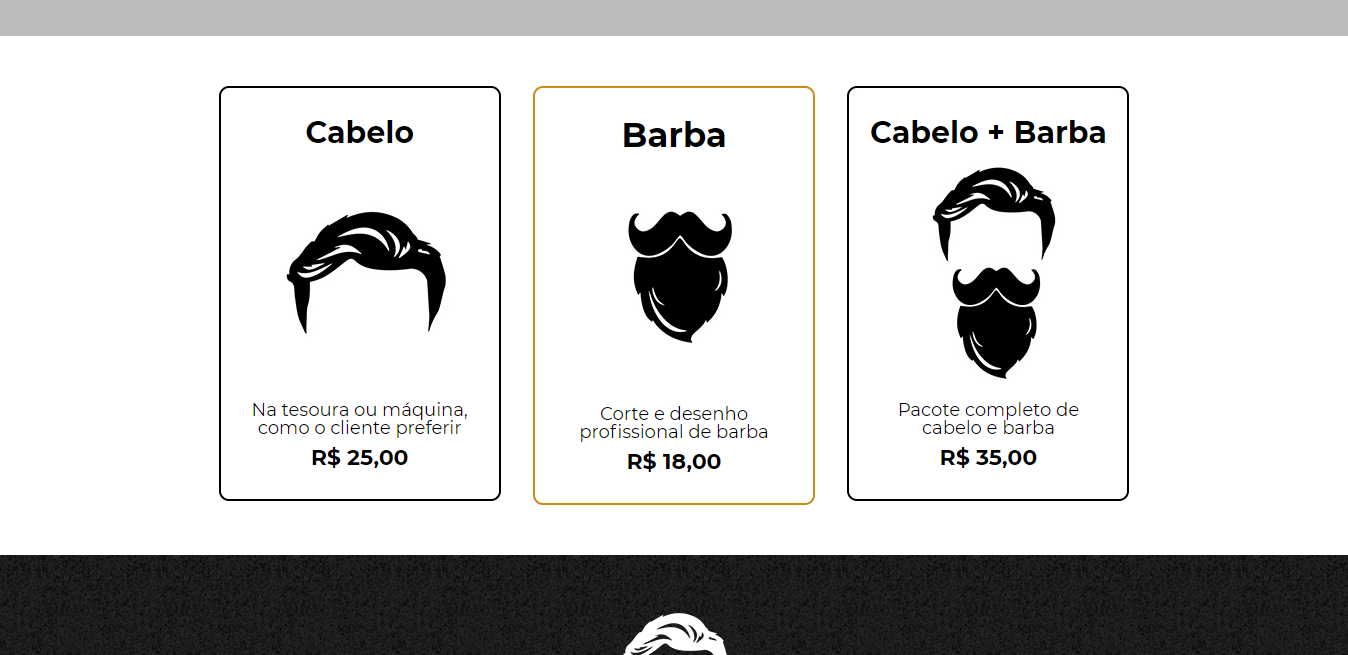 Cabelo
Na tesoura ou máquina,
como o cliente preferir
R$ 25,00
Barba
Corte e desenho
profissional de barba
R$ 18,00
Cabelo + Barba
Pacote completo de
cabelo e barba
R$ 35,00